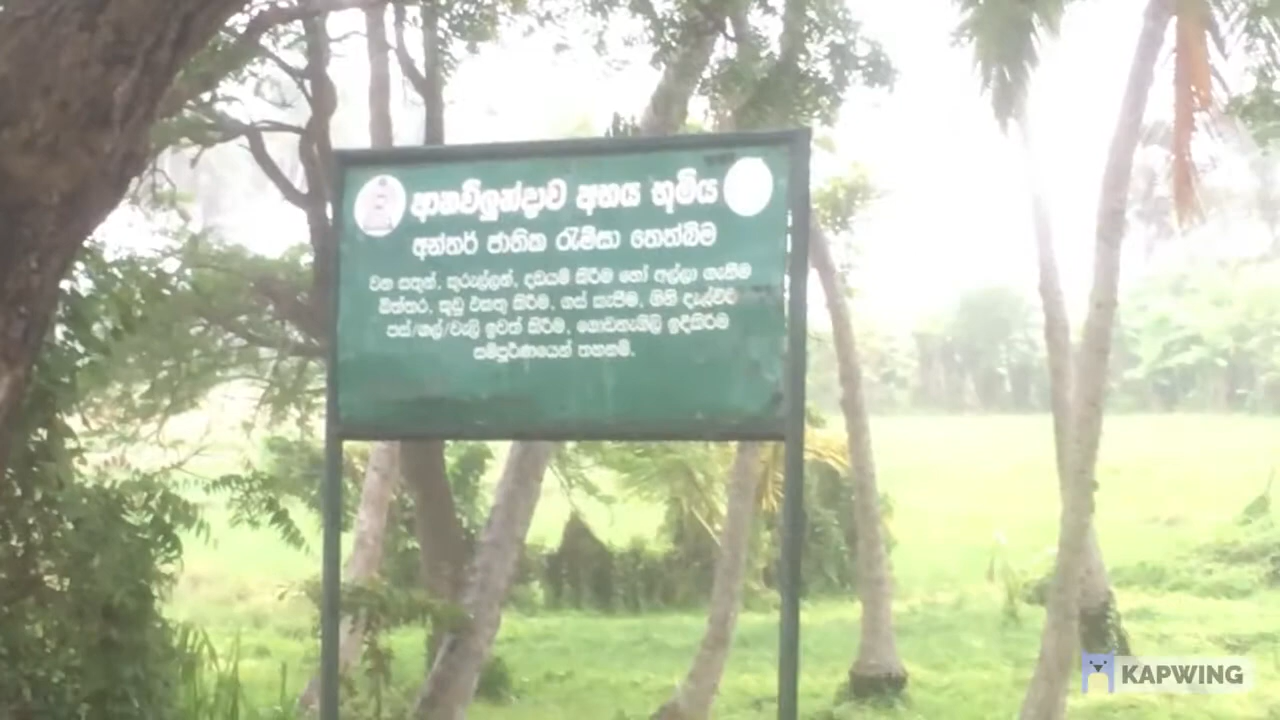 ආනවිලුන්දාව අභය භූමිය
අන්තර් ජාතික රැම්සා තෙත්බිම
වන සතුන්, කුරුල්ලන්, දඩයම් කිරීම හෝ අල්ලා ගැනීම
බිත්තර, කූඩු එකතු කිරීම, ගස් කැපීම, ගිනි දැල්වීම
පස්/ගල්/වැලි ඉවත් කිරීම, ගොඩනැගිලි ඉදිකිරීම
සම්පූර්ණයෙන් තහනම්.
KAPWING